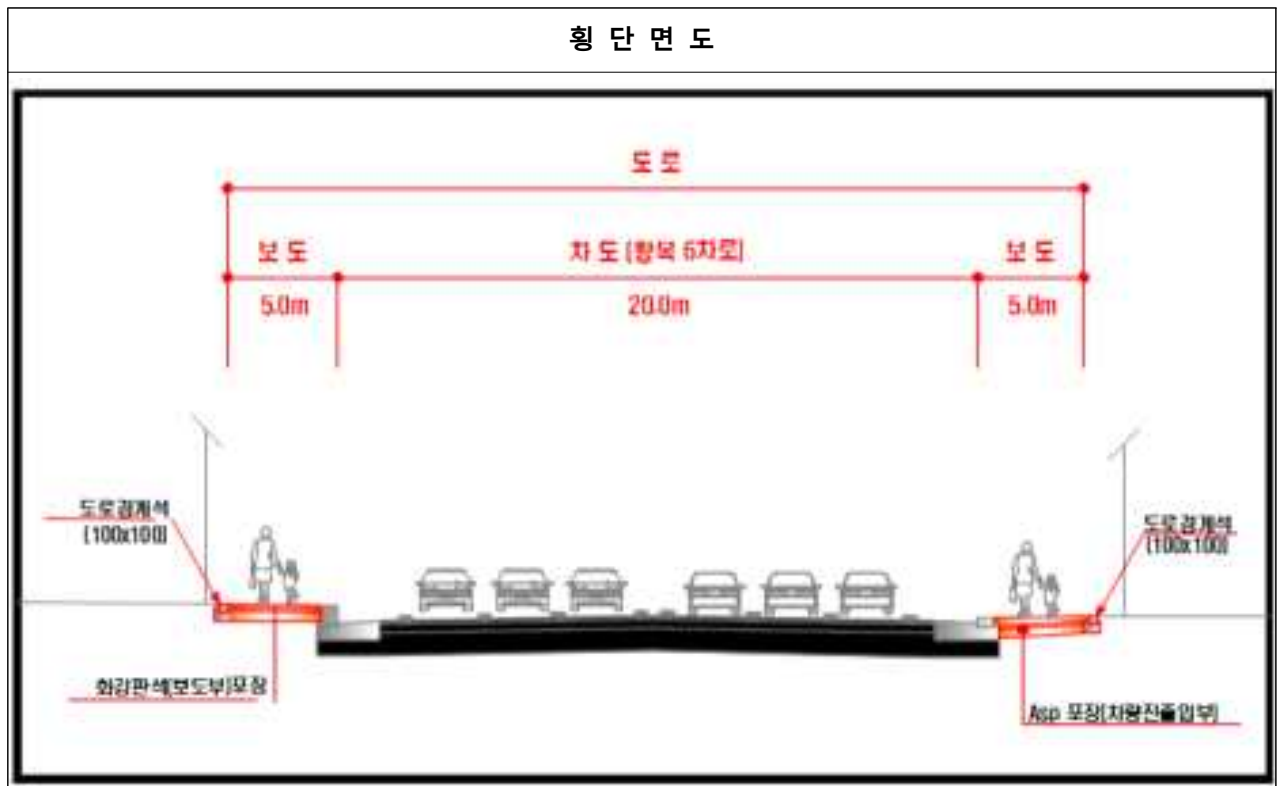 횡 단 면 도
도 로
보 도
차 도 (왕복 6차로)
보 도
5.0m
20.0m
5.0m
도로경계석
(100x100)
도로경계석
(100x100)
화강판석(보도부)포장
Asp 포장(차량진출입부)